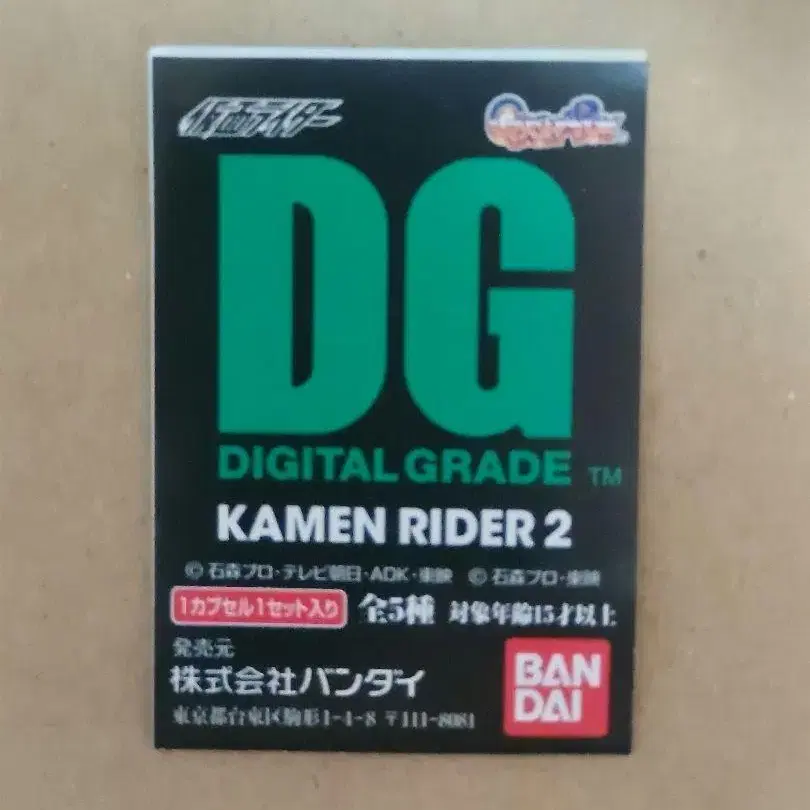 仮面ライダー
DG
DIGITAL GRADE TM
KAMEN RIDER 2
© 石森プロ・テレビ朝日・ADK・東映 © 石森プロ・東映
1カプセル1セット入り 全5種 対象年齢15才以上
発売元
株式会社バンダイ
BAN
DAI
東京都台東区駒形1-4-8 〒111-8081